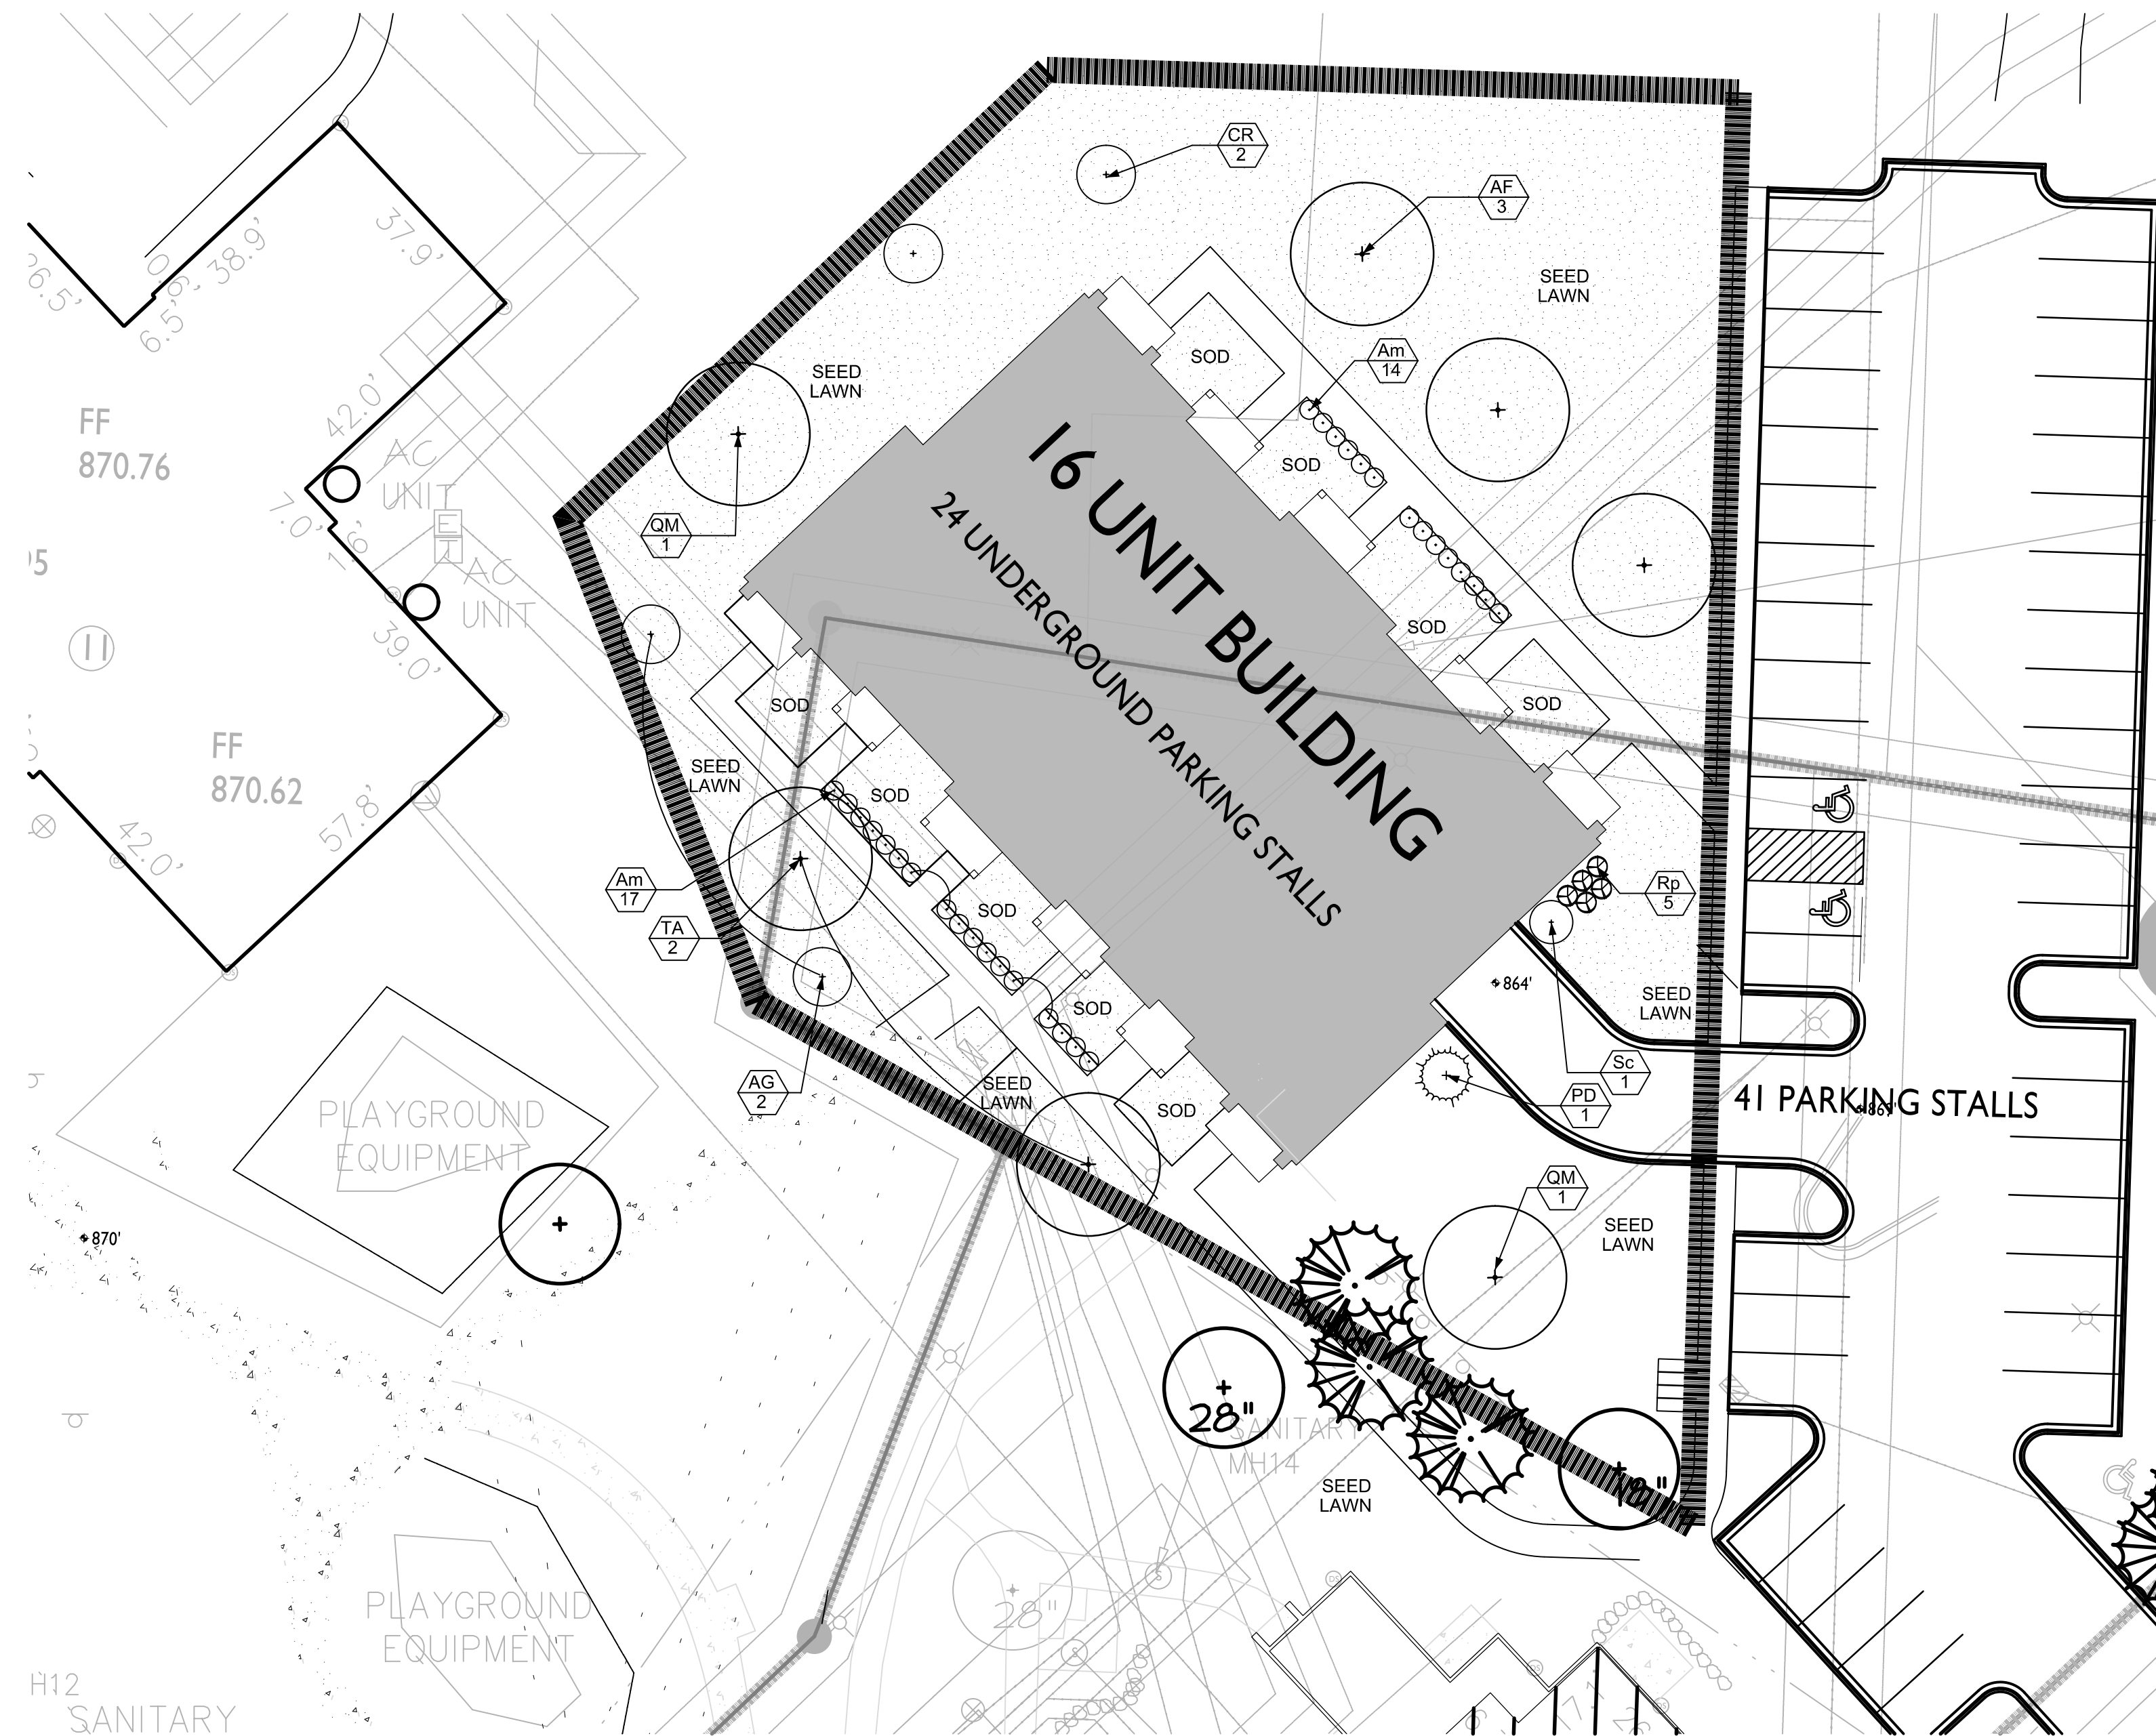 CR
2
AF
3
37.9'
38.9'
6.5'
26.5'
SEED
LAWN
Am
14
SOD
SEED
LAWN
FF
870.76
42.0'
AC
UNIT
E
T
SOD
QM
1
7.0'
1.6'
AC
UNIT
16 UNIT BUILDING
24 UNDERGROUND PARKING STALLS
11
39.0'
SOD
SOD
SOD
FF
870.62
SEED
LAWN
SOD
57.8'
42.0'
Am
17
Rp
5
TA
2
SOD
864'
SEED
LAWN
SOD
Sc
1
AG
2
SEED
LAWN
PD
1
SOD
41 PARKING STALLS
PLAYGROUND
EQUIPMENT
QM
1
SEED
LAWN
870'
28"
SANITARY
MH14
SEED
LAWN
28"
PLAYGROUND
EQUIPMENT
H12
SANITARY